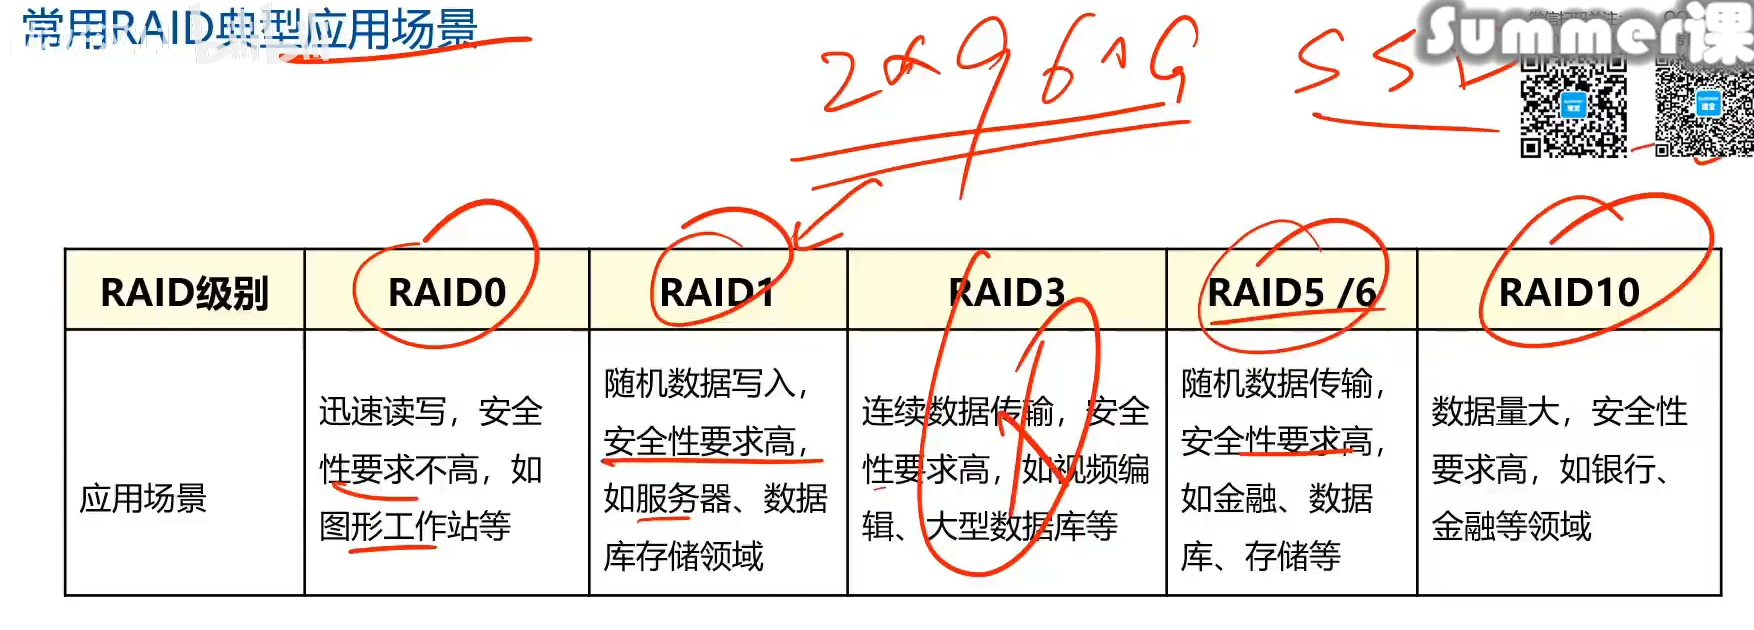 常用RAID典型应用场景
Summer课
2*960G SSD
RAID级别
RAID0
RAID1
RAID3
RAID5 /6
RAID10
应用场景
迅速读写，安全
性要求不高，如
图形工作站等
随机数据写入，
安全性要求高，
如服务器、数据
库存储领域
连续数据传输，安全
性要求高，如视频编
辑、大型数据库等
随机数据传输，
安全性要求高，
如金融、数据
库、存储等
数据量大，安全性
要求高，如银行、
金融等领域